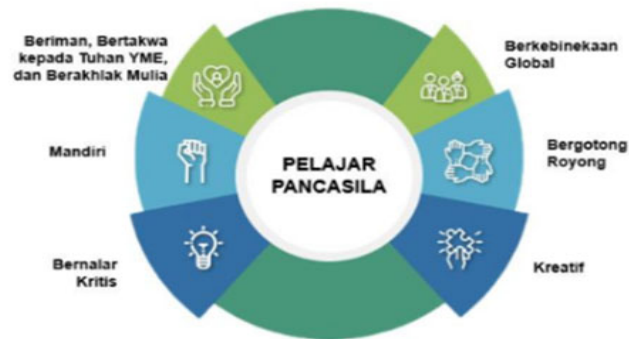 Beriman, Bertakwa
kepada Tuhan YME,
dan Berakhlak Mulia
Berkebinekaan
Global
Mandiri
PELAJAR
PANCASILA
Bergotong
Royong
Bernalar
Kritis
Kreatif